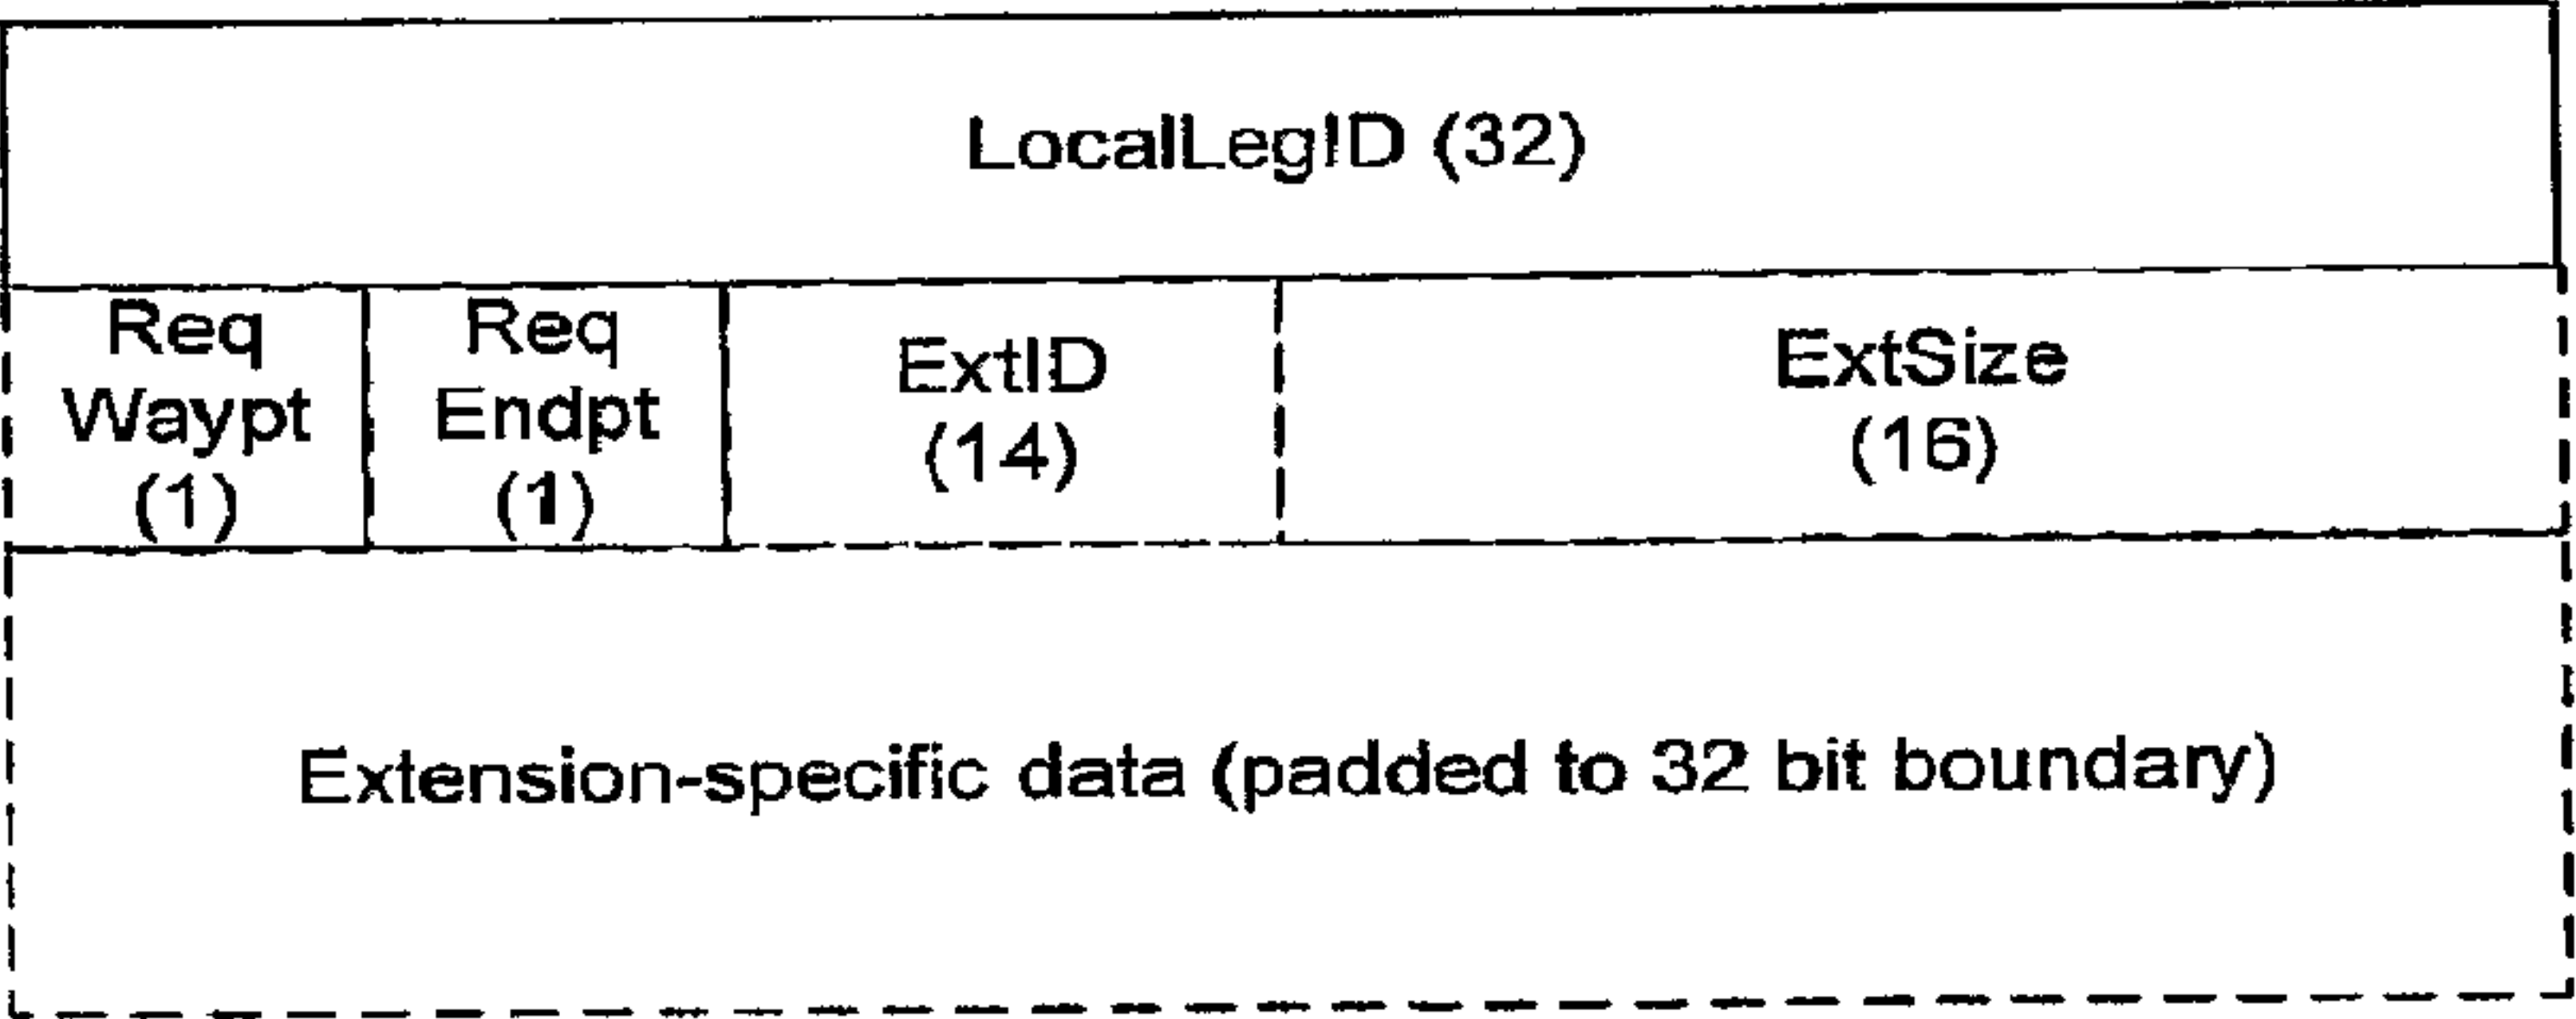 LocalLegID (32)
Req
Waypt
(1)
Req
Endpt
(1)
ExtID
(14)
ExtSize
(16)
Extension-specific data (padded to 32 bit boundary)